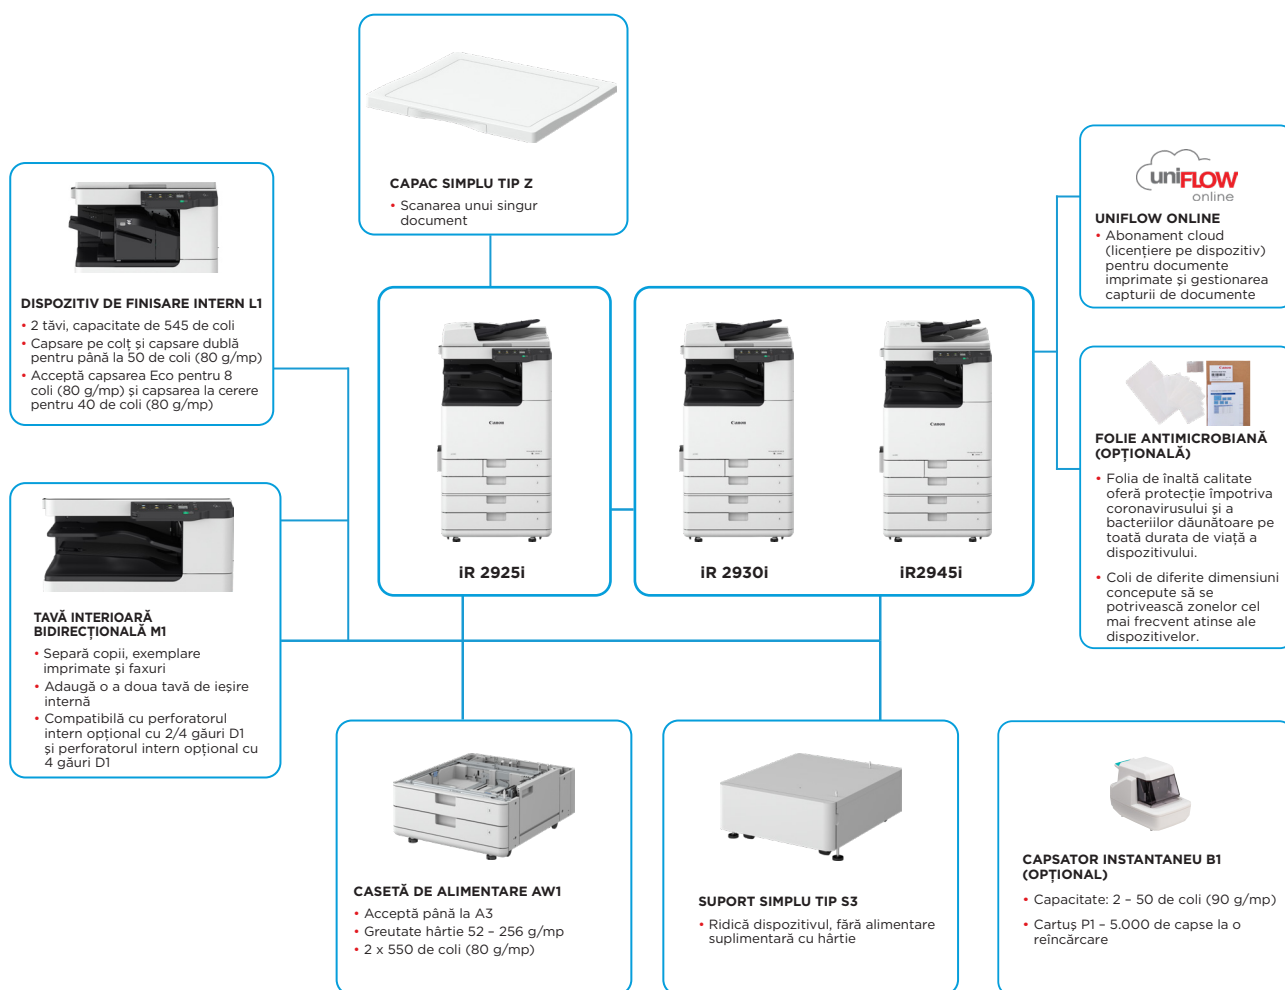 CAPAC SIMPLU TIP Z
• Scanarea unui singur
document
DISPOZITIV DE FINISARE INTERN L1
• 2 tăvi, capacitate de 545 de coli
• Capsare pe colț și capsare dublă
pentru până la 50 de coli (80 g/mp)
• Acceptă capsarea Eco pentru 8
coli (80 g/mp) și capsarea la cerere
pentru 40 de coli (80 g/mp)
TAVĂ INTERIOARĂ
BIDIRECȚIONALĂ M1
• Separă copii, exemplare
imprimate și faxuri
• Adaugă o a doua tavă de ieșire
internă
• Compatibilă cu perforatorul
intern opțional cu 2/4 găuri D1
și perforatorul intern opțional cu
4 găuri D1
Canon
iR 2925i
Canon
iR 2930i
Canon
iR2945i
uniFLOW
online
UNIFLOW ONLINE
• Abonament cloud
(licențiere pe dispozitiv)
pentru documente
imprimate și gestionarea
capturii de documente
FOLIE ANTIMICROBIANĂ
(OPȚIONALĂ)
• Folia de înaltă calitate
oferă protecție împotriva
coronavirusului și a
bacteriilor dăunătoare pe
toată durata de viață a
dispozitivului.
• Coli de diferite dimensiuni
concepute să se
potrivească zonelor cel
mai frecvent atinse ale
dispozitivelor.
CASETĂ DE ALIMENTARE AW1
• Acceptă până la A3
• Greutate hârtie 52 – 256 g/mp
• 2 x 550 de coli (80 g/mp)
SUPORT SIMPLU TIP S3
• Ridică dispozitivul, fără alimentare
suplimentară cu hârtie
CAPSATOR INSTANTANEU B1
(OPȚIONAL)
• Capacitate: 2 – 50 de coli (90 g/mp)
• Cartuș P1 – 5.000 de capse la o
reîncărcare